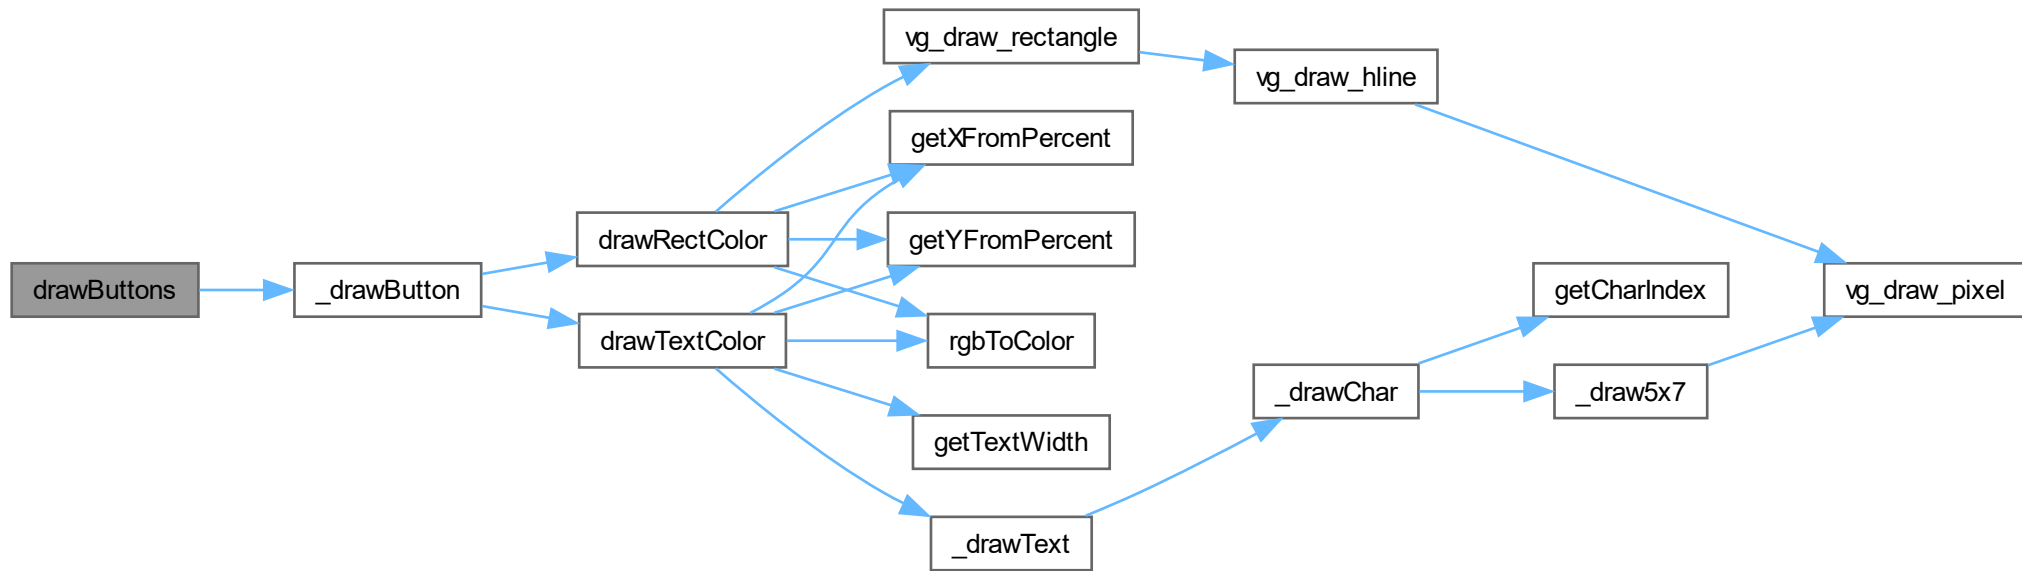 vg_draw_rectangle
vg_draw_hline
getXFromPercent
drawRectColor
getYFromPercent
drawButtons
_drawButton
getCharIndex
vg_draw_pixel
drawTextColor
rgbToColor
_drawChar
_draw5x7
getTextWidth
_drawText